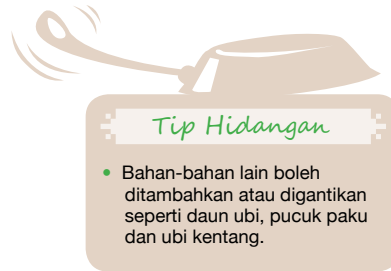 Tip Hidangan
• Bahan-bahan lain boleh
ditambahkan atau digantikan
seperti daun ubi, pucuk paku
dan ubi kentang.